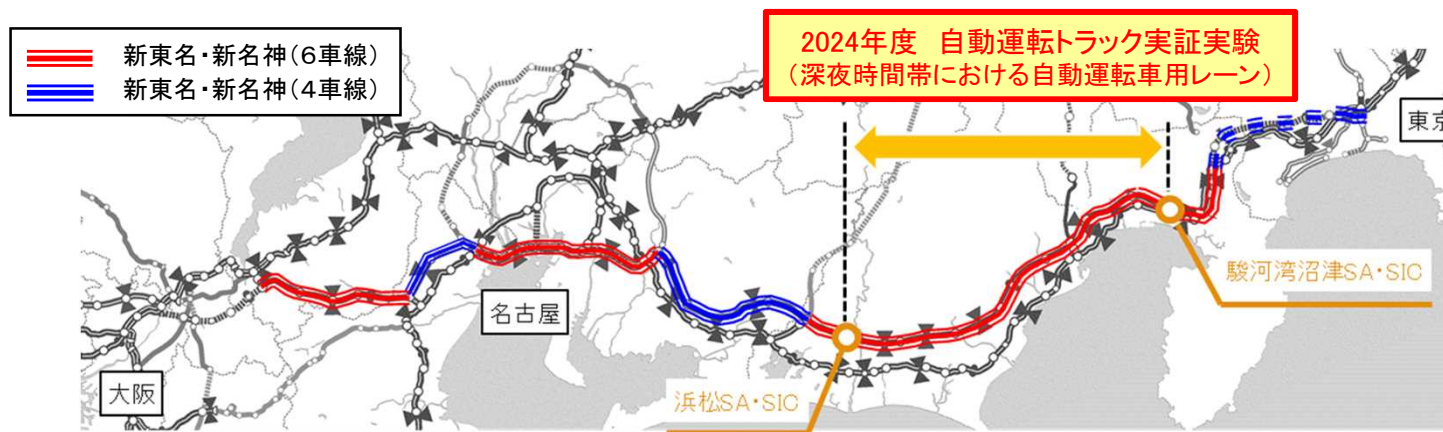 新東名・新名神(6車線)
新東名・新名神(4車線)
2024年度 自動運転トラック実証実験
(深夜時間帯における自動運転車用レーン)
東京
名古屋
駿河湾沼津SA・SIC
大阪
浜松SA・SIC